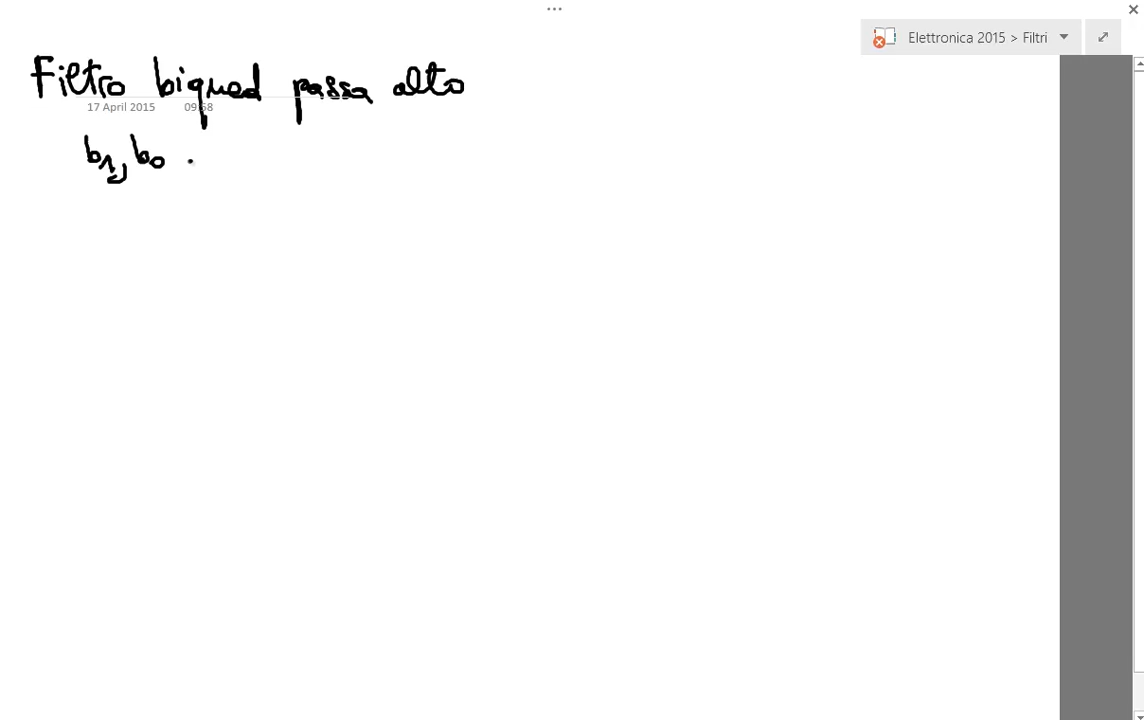 Elettronica 2015 > Filtri
Filtro biquad passa alto
17 April 2015 09:58
b1, b0